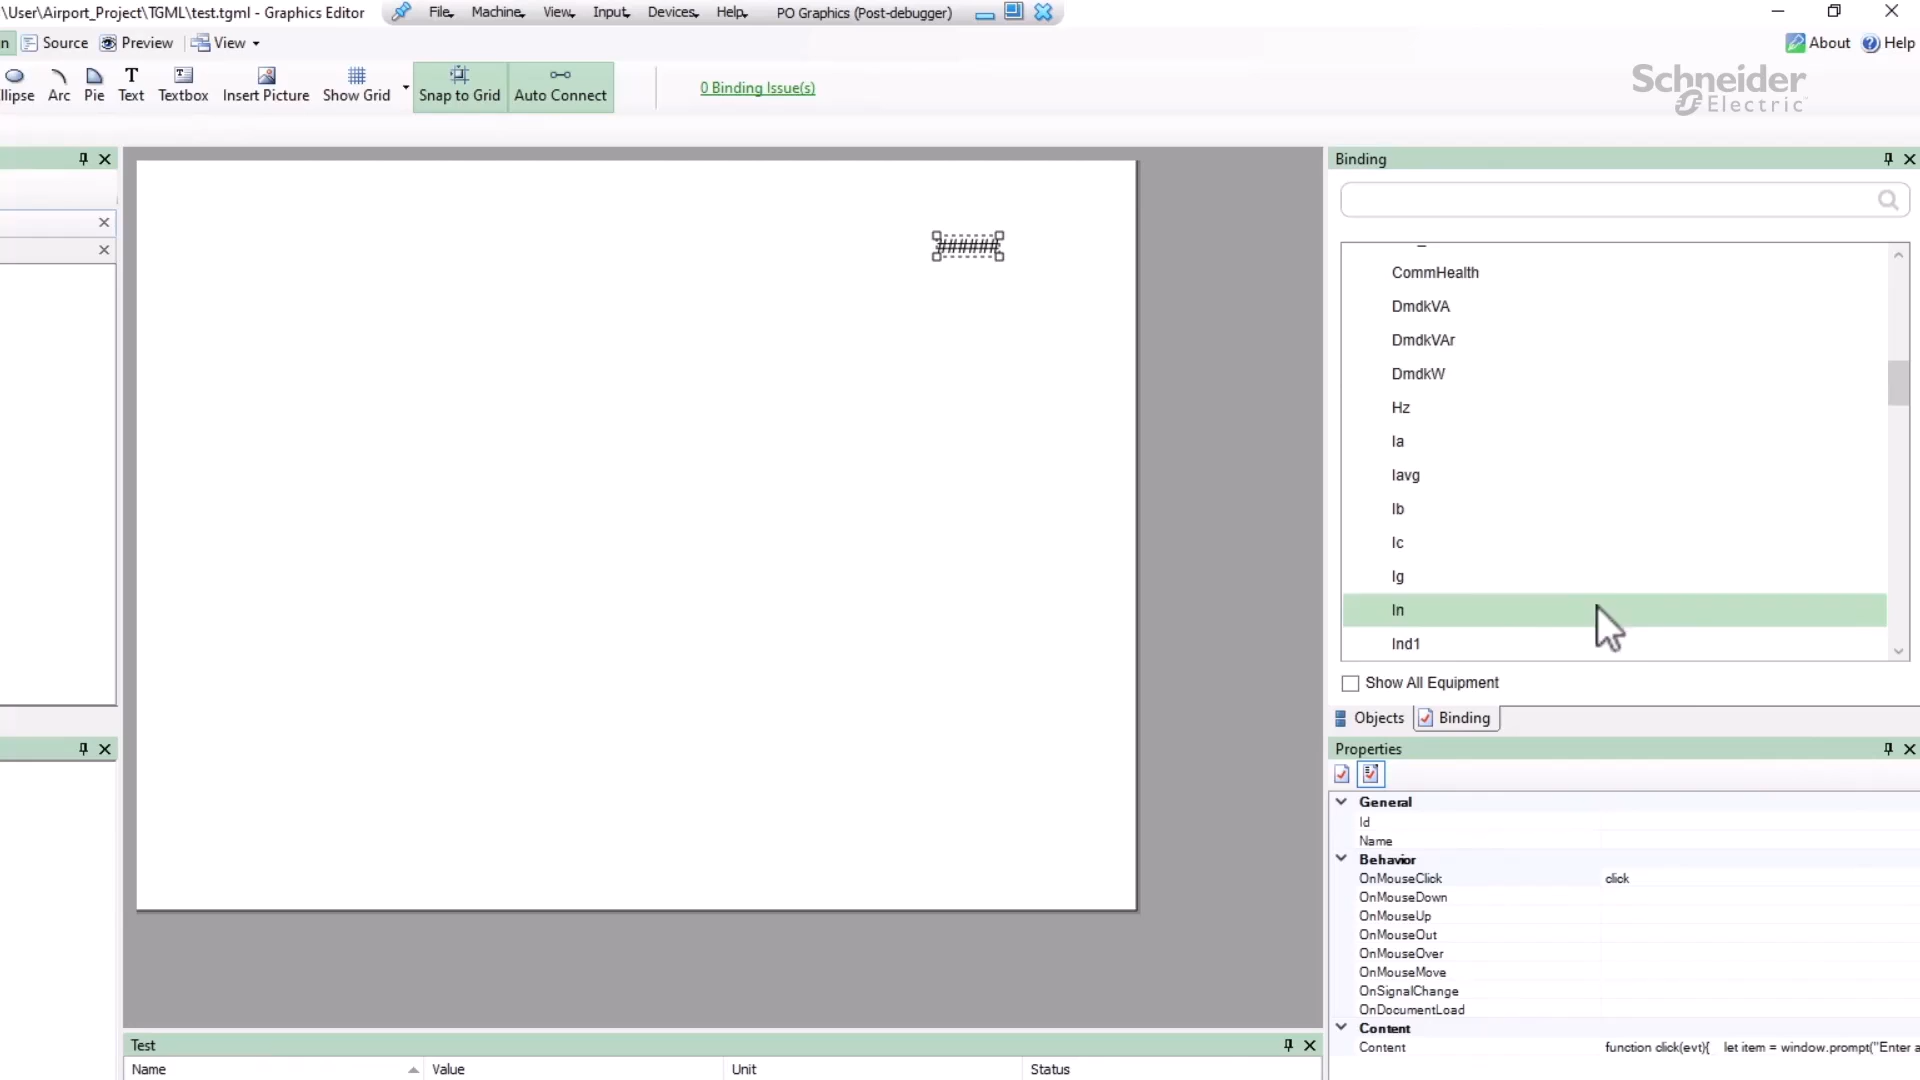 \User\Airport_Project\TGML\test.tgml - Graphics Editor
File Machine View Input Devices Help PO Graphics (Post-debugger)
Source Preview View
About Help
Arc Pie Text Textbox Insert Picture Show Grid Snap to Grid Auto Connect
0 Binding Issue(s)
Schneider
Electric
Binding
######
CommHealth
DmdkVA
DmdkVAr
DmdkW
Hz
Ia
Iavg
Ib
Ic
Ig
In
Ind1
Show All Equipment
Objects Binding
Properties
General
Id
Name
Behavior
OnMouseClick click
OnMouseDown
OnMouseUp
OnMouseOut
OnMouseOver
OnMouseMove
OnSignalChange
OnDocumentLoad
Content
Content function click(evt){ let item = window.prompt("Enter a
Test
Name Value Unit Status